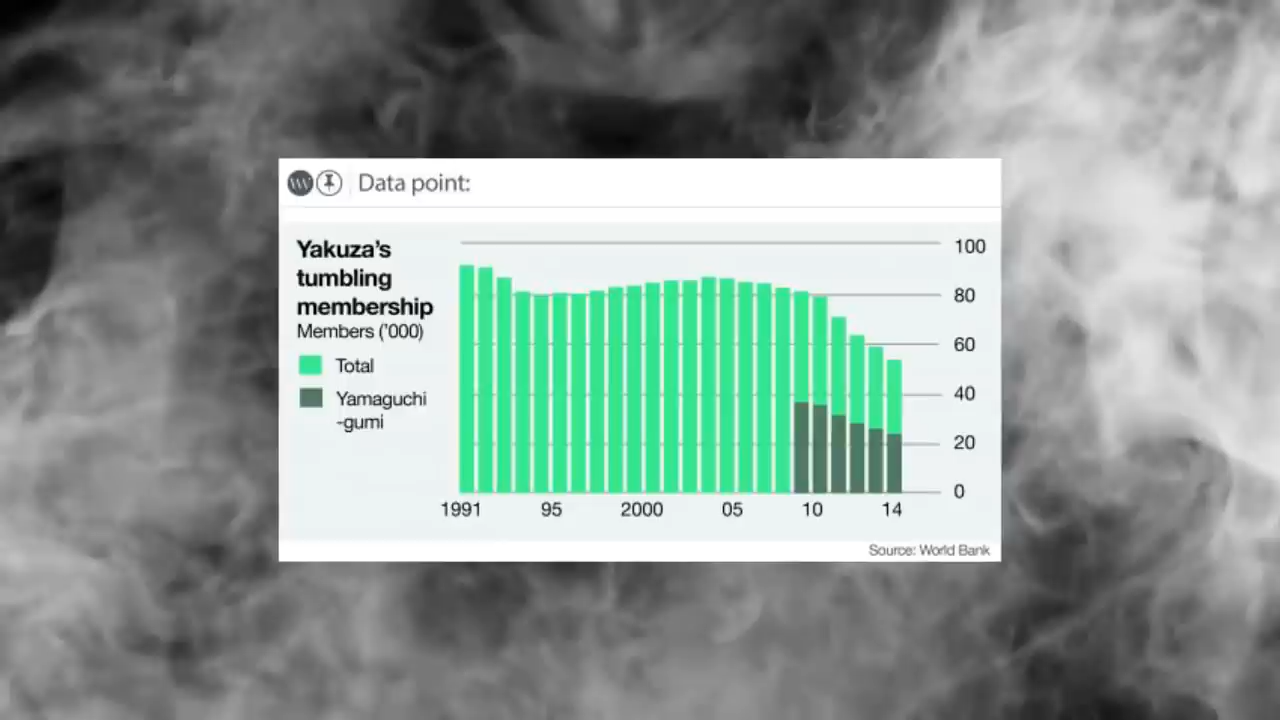 W
Data point:
Yakuza's
tumbling
membership
Members ('000)
Total
Yamaguchi
-gumi
100
80
60
40
20
0
1991 95 2000 05 10 14
Source: World Bank